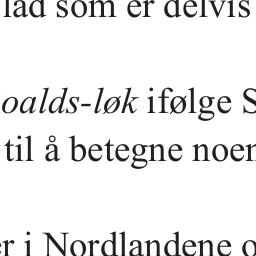 lad som er delvis
oalds-løk ifølge S
til å betegne noen
er i Nordlandene o